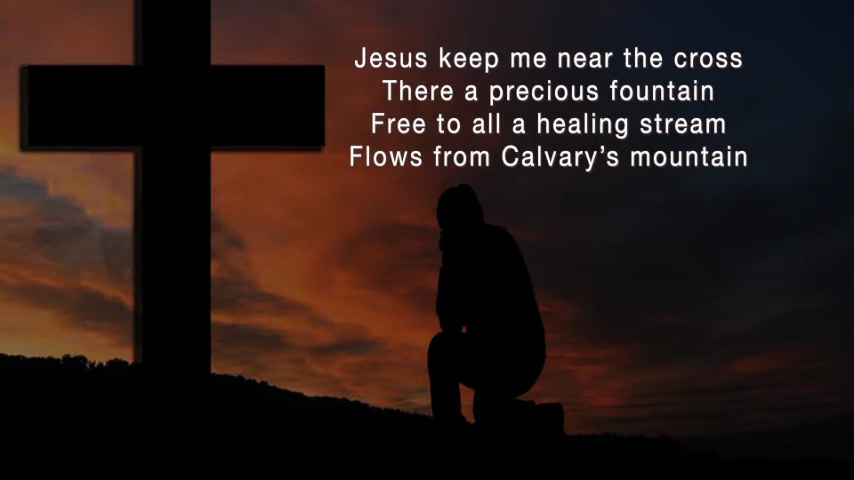 Jesus keep me near the cross
There a precious fountain
Free to all a healing stream
Flows from Calvary’s mountain